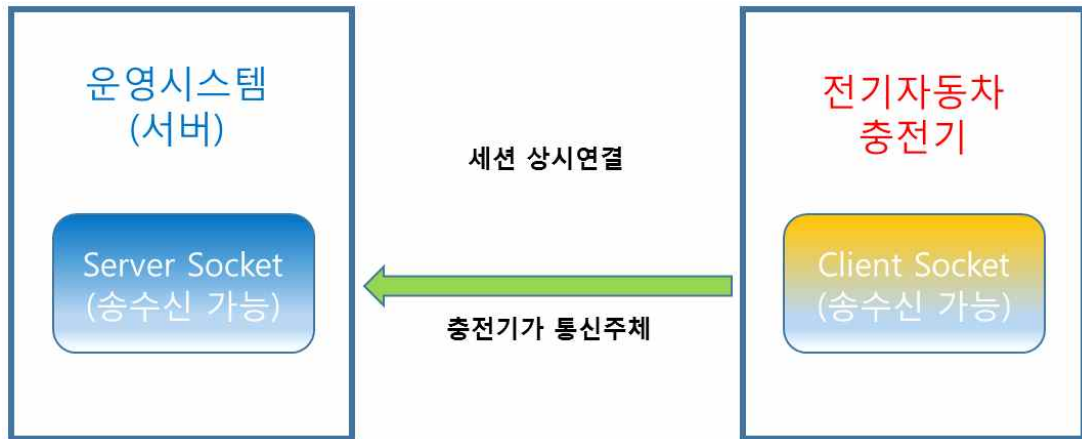 운영시스템
(서버)
Server Socket
(송수신 가능)
세션 상시연결
충전기가 통신주체
전기자동차
충전기
Client Socket
(송수신 가능)